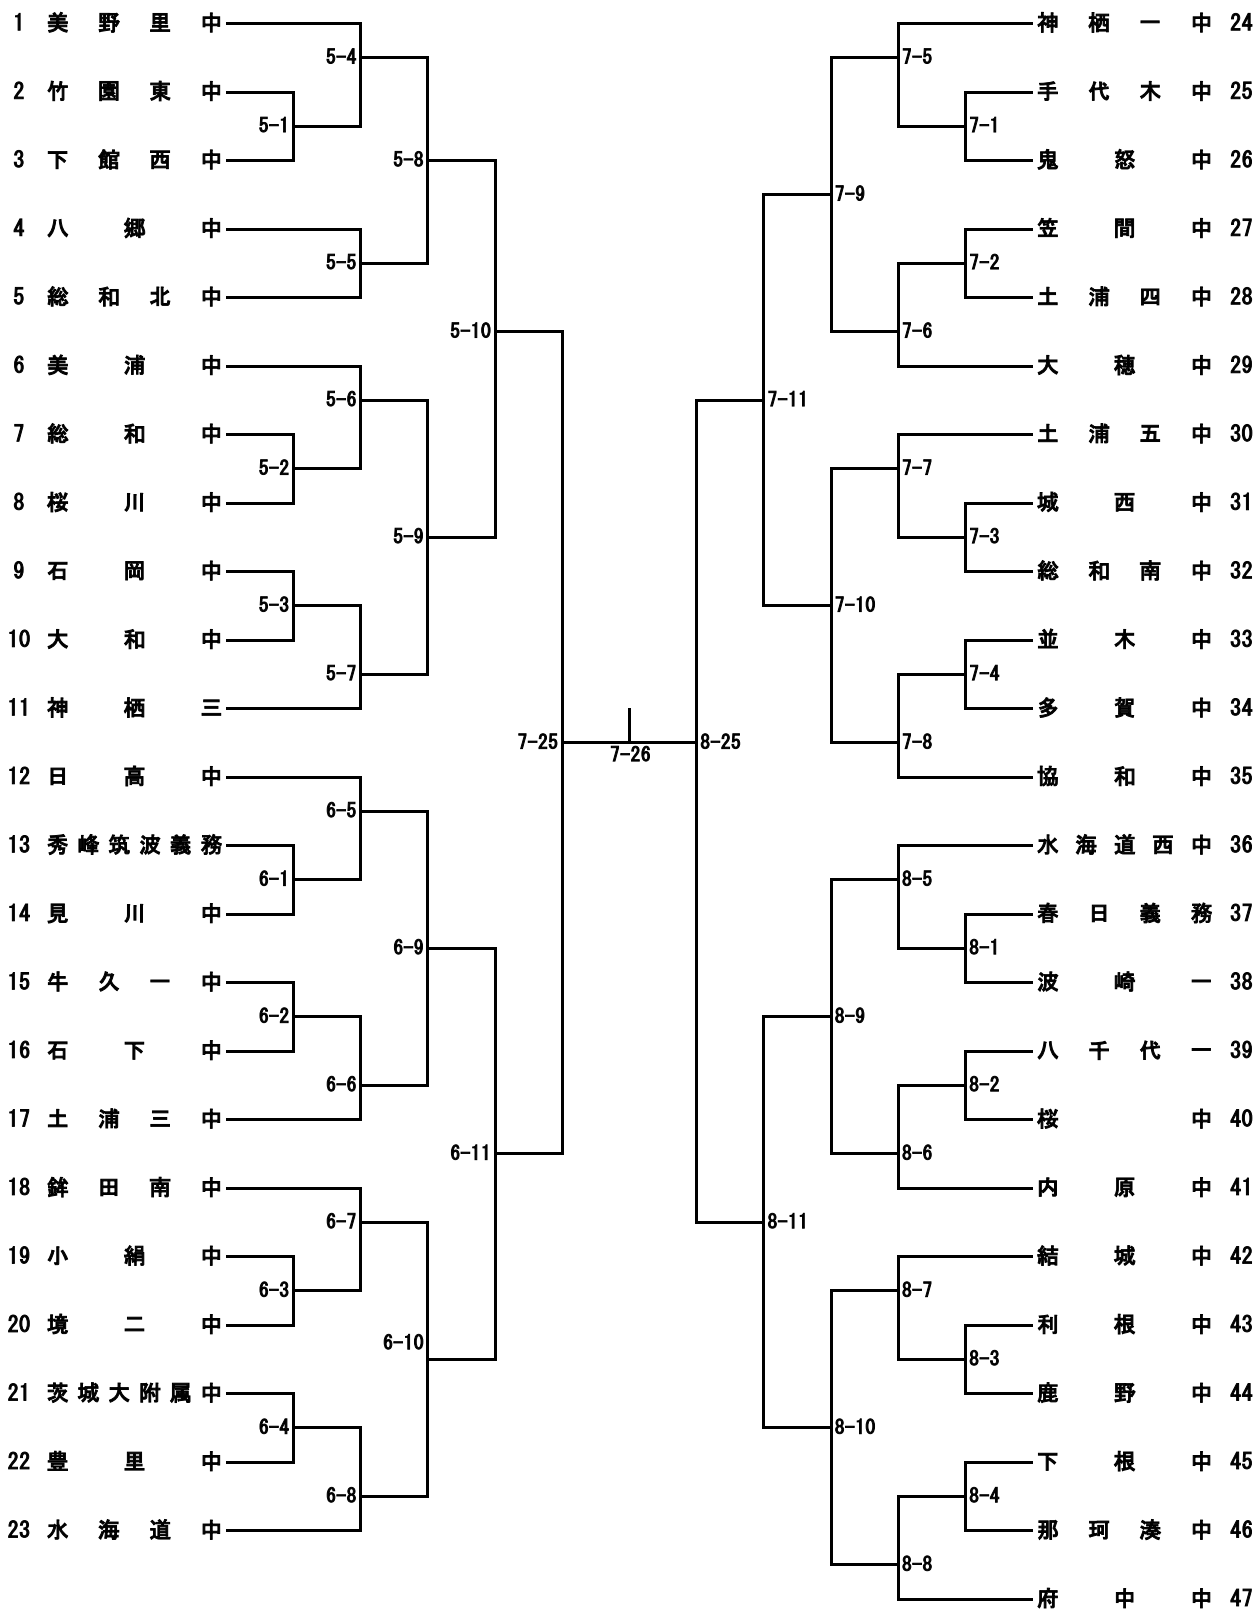 1 美野里中
5-4
2 竹園東中
5-1
3 下館西中
5-8
4 八郷中
5-5
5 総和北中
5-10
6 美浦中
5-6
7 総和中
5-2
8 桜川中
5-9
9 石岡中
5-3
10 大和中
5-7
11 神栖三
7-25
12 日高中
6-5
13 秀峰筑波義務
6-1
14 見川中
6-9
15 牛久一中
6-2
16 石下中
6-6
17 土浦三中
6-11
18 鉾田南中
6-7
19 小絹中
6-3
20 境二中
6-10
21 茨城大附属中
6-4
22 豊里中
6-8
23 水海道中
7-26
神栖一中 24
7-5
手代木中 25
7-1
鬼怒中 26
7-9
笠間中 27
7-2
土浦四中 28
7-6
大穂中 29
7-11
土浦五中 30
7-7
城西中 31
7-3
総和南中 32
7-10
並木中 33
7-4
多賀中 34
7-8
協和中 35
8-25
水海道西中 36
8-5
春日義務 37
8-1
波崎一 38
8-9
八千代一 39
8-2
桜中 40
8-6
内原中 41
8-11
結城中 42
8-7
利根中 43
8-3
鹿野中 44
8-10
下根中 45
8-4
那珂湊中 46
8-8
府中中 47